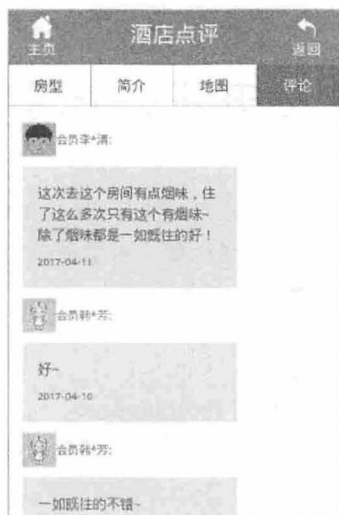 主页 酒店点评 返回
房型 简介 地图 评论
会员李*清:
这次去这个房间有点烟味，住
了这么多次只有这个有烟味~
除了烟味都是一如既往的好！
2017-04-11
会员韩*芳:
好~
2017-04-10
会员韩*芳:
一如既往的不错~